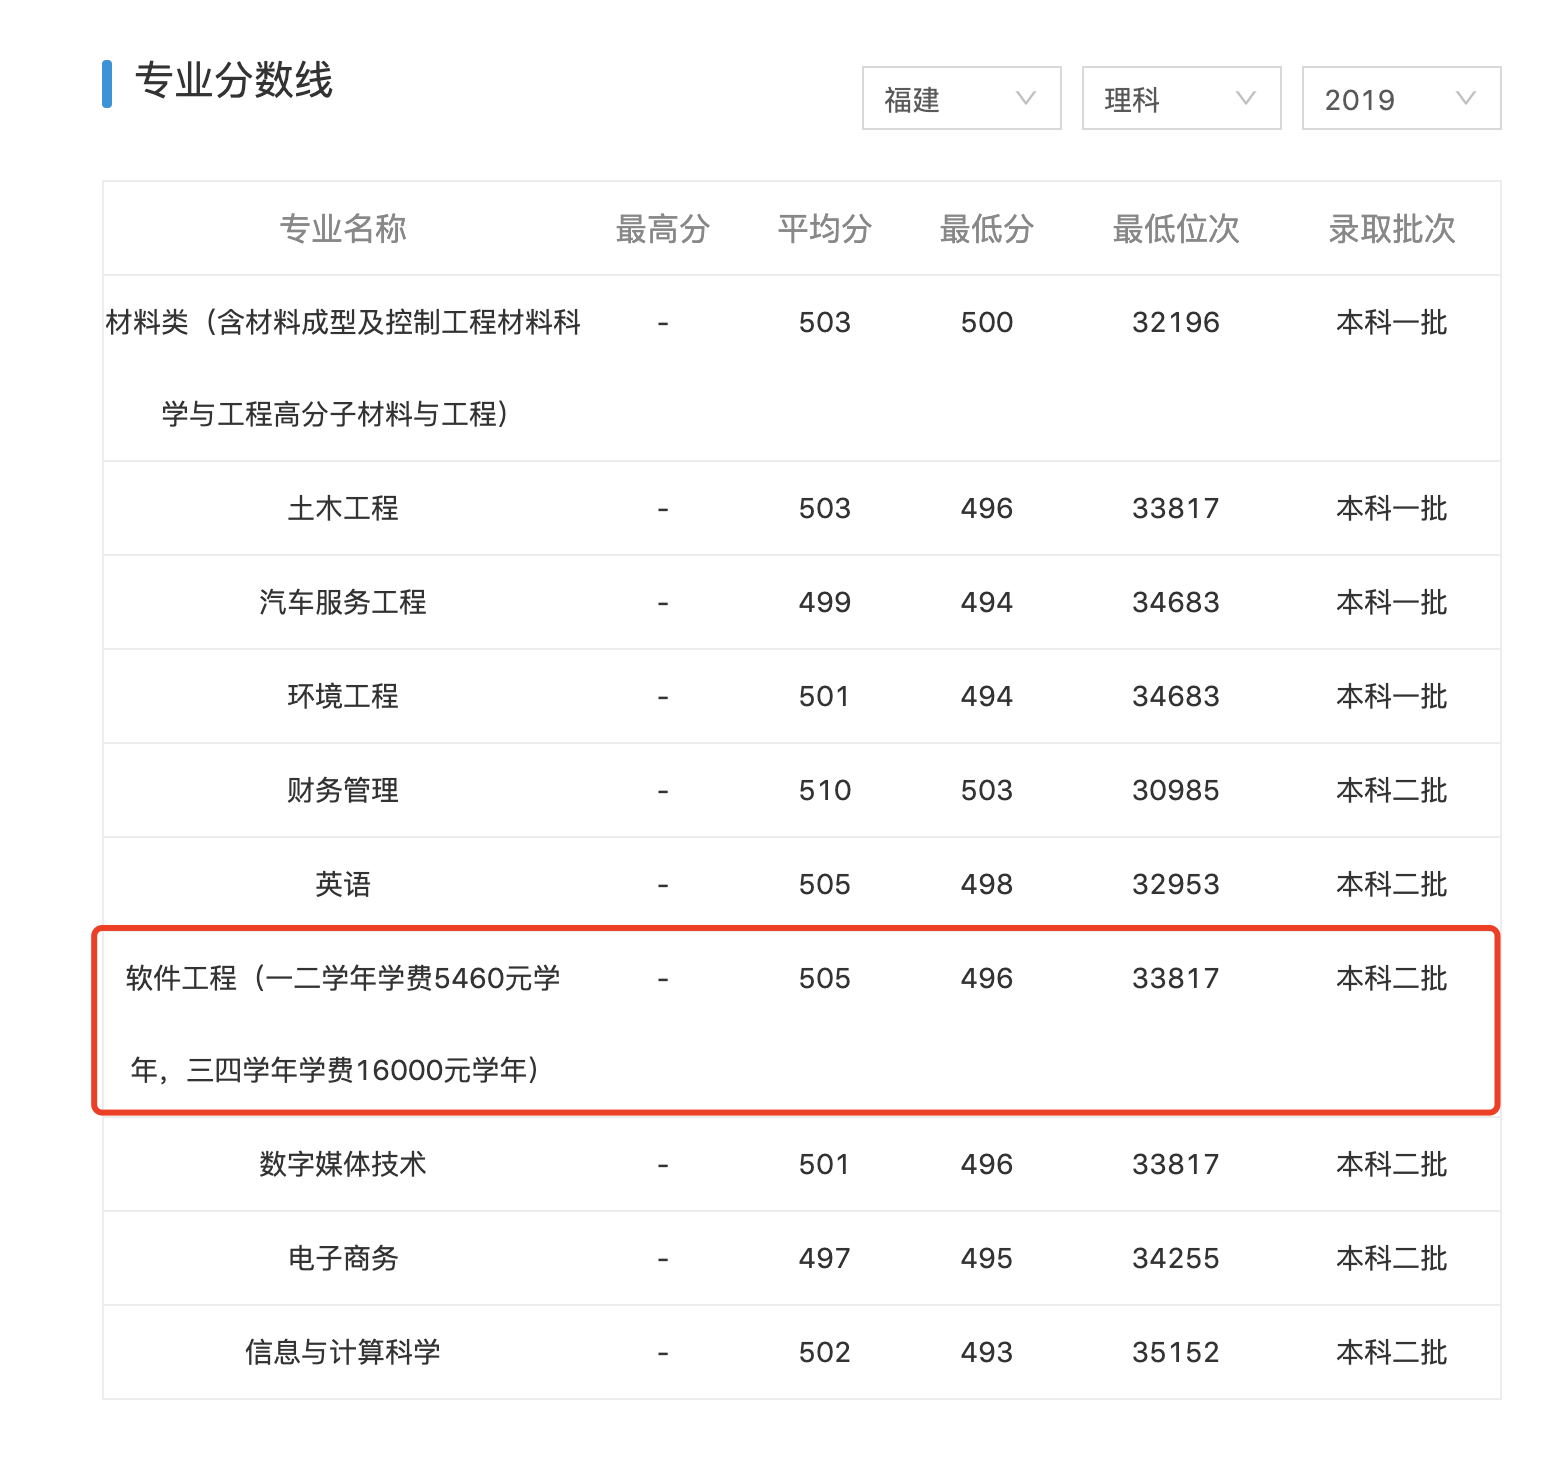 专业分数线
福建 理科 2019
专业名称 最高分 平均分 最低分 最低位次 录取批次
材料类（含材料成型及控制工程材料科 - 503 500 32196 本科一批
学与工程高分子材料与工程）
土木工程 - 503 496 33817 本科一批
汽车服务工程 - 499 494 34683 本科一批
环境工程 - 501 494 34683 本科一批
财务管理 - 510 503 30985 本科二批
英语 - 505 498 32953 本科二批
软件工程（一二学年学费5460元学 - 505 496 33817 本科二批
年，三四学年学费16000元学年）
数字媒体技术 - 501 496 33817 本科二批
电子商务 - 497 495 34255 本科二批
信息与计算科学 - 502 493 35152 本科二批